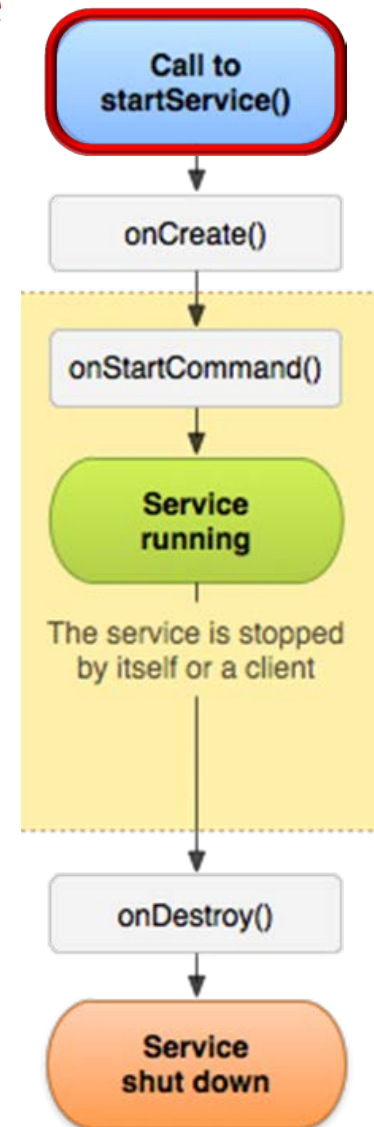 Call to
startService()
onCreate()
onStartCommand()
Service
running
The service is stopped
by itself or a client
onDestroy()
Service
shut down